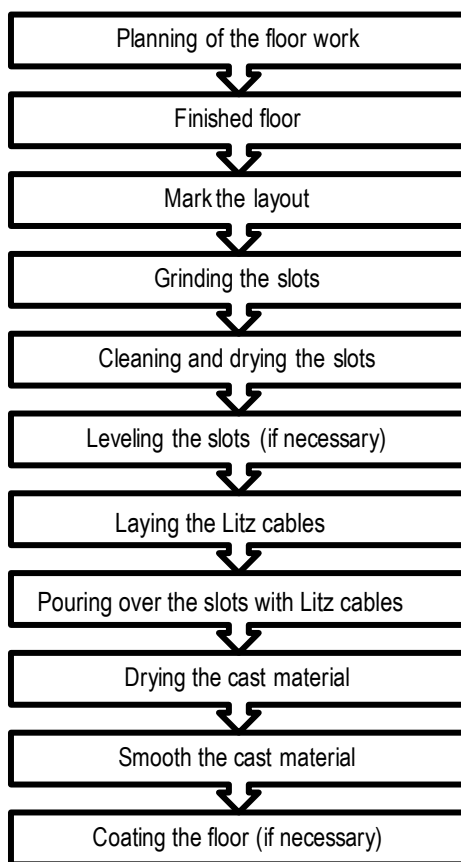 Planning of the floor work
Finished floor
Mark the layout
Grinding the slots
Cleaning and drying the slots
Leveling the slots (if necessary)
Laying the Litz cables
Pouring over the slots with Litz cables
Drying the cast material
Smooth the cast material
Coating the floor (if necessary)